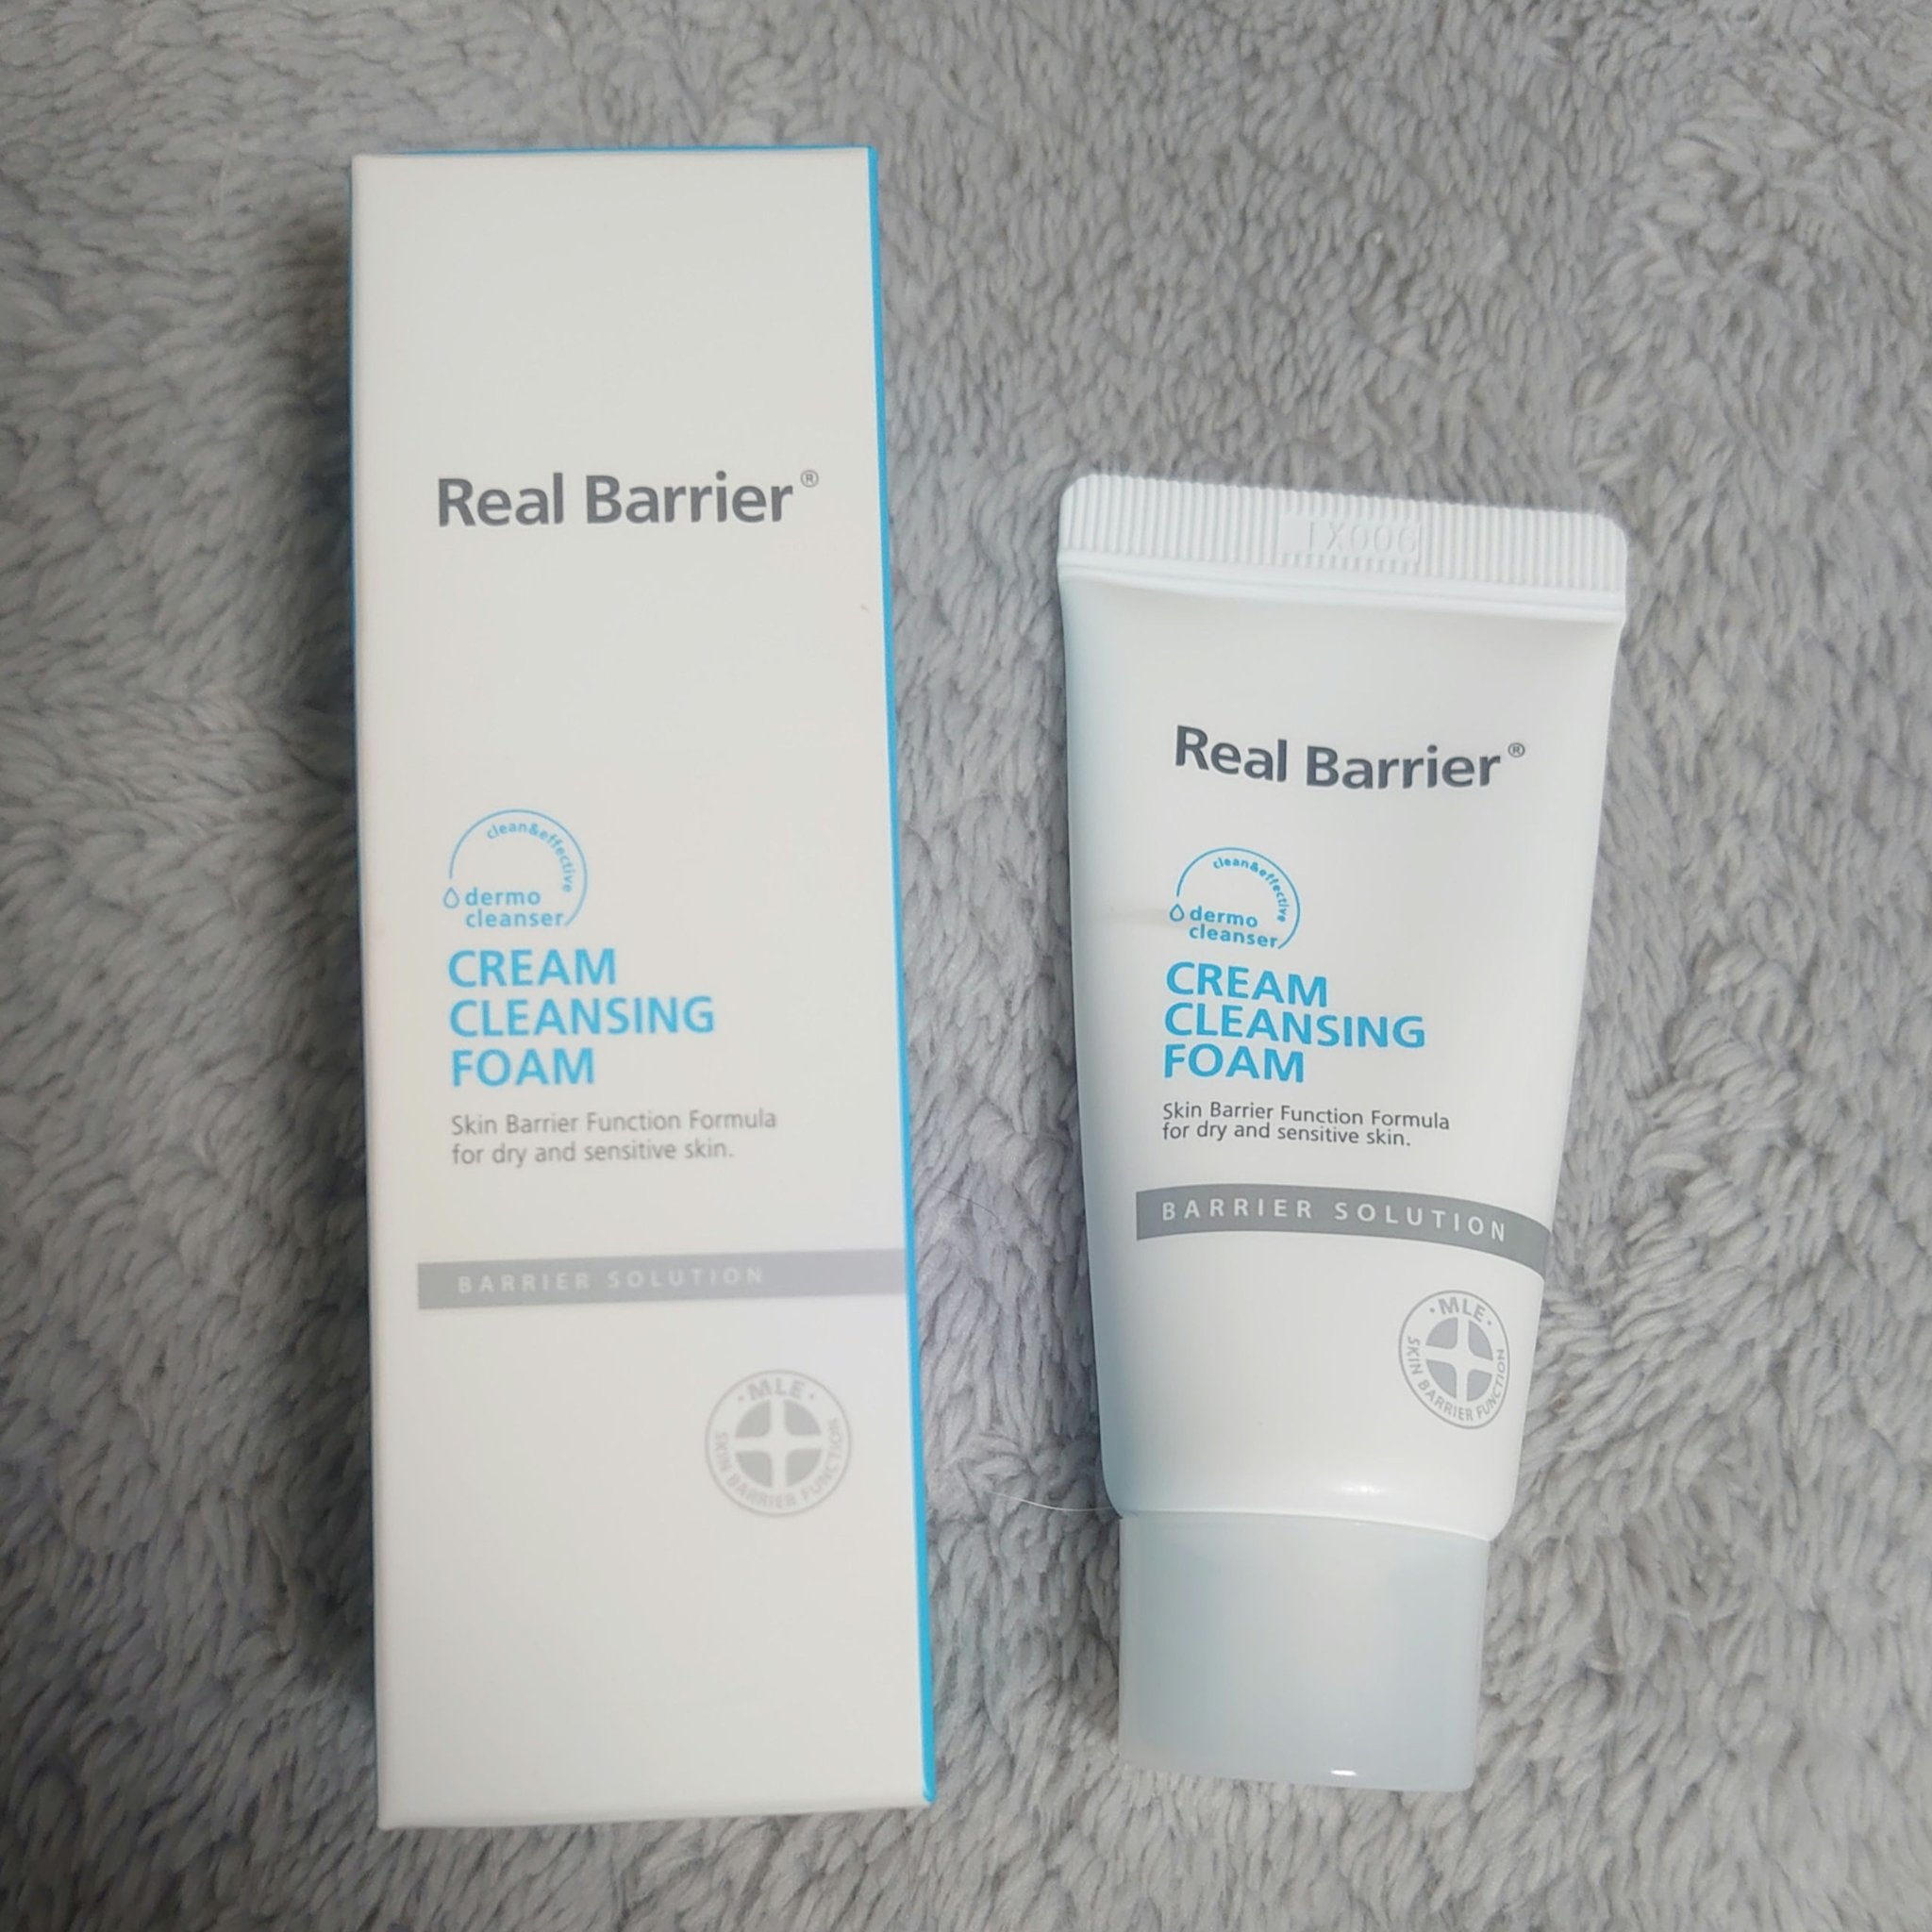 Real Barrier®
clean&effective
dermo
cleanser
CREAM
CLEANSING
FOAM
Skin Barrier Function Formula
for dry and sensitive skin.
BARRIER SOLUTION
·MLE·
SKIN BARRIER FUNCTION
1X006
Real Barrier®
clean&effective
dermo
cleanser
CREAM
CLEANSING
FOAM
Skin Barrier Function Formula
for dry and sensitive skin.
BARRIER SOLUTION
·MLE·
SKIN BARRIER FUNCTION